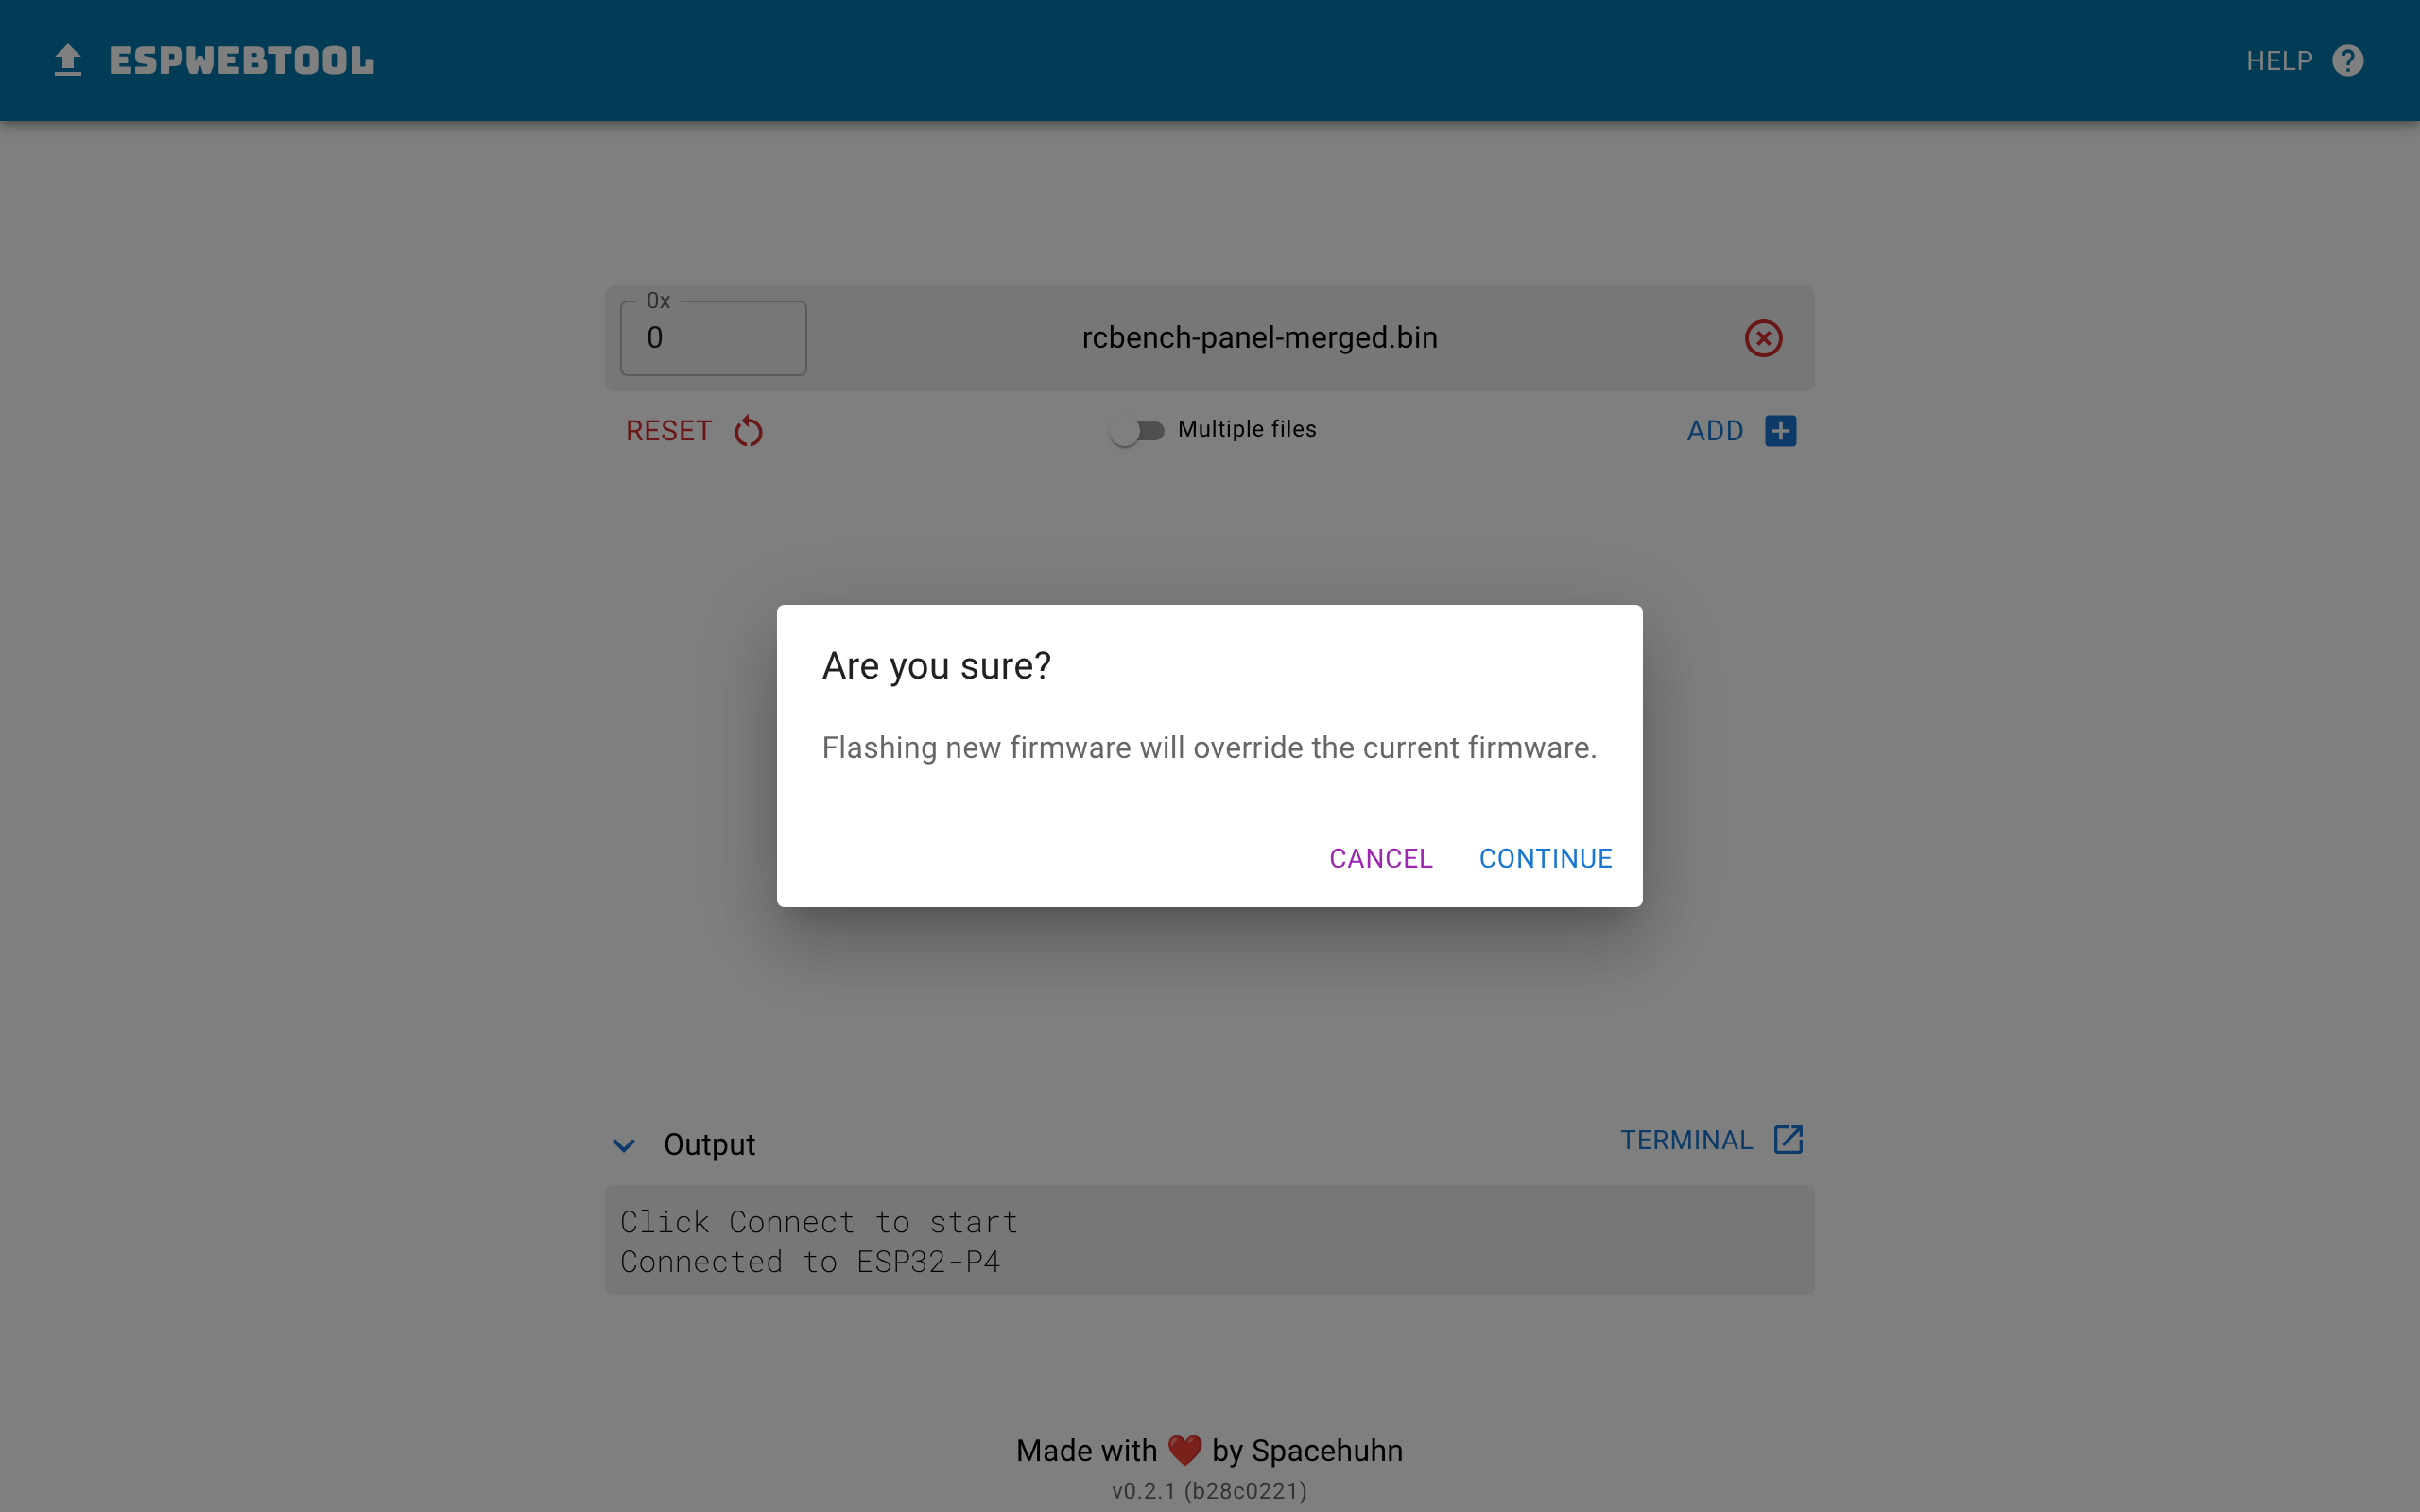 ESPWEBTOOL
HELP
0x
0
rcbench-panel-merged.bin
RESET
Multiple files
ADD
Are you sure?
Flashing new firmware will override the current firmware.
CANCEL
CONTINUE
Output
TERMINAL
Click Connect to start
Connected to ESP32-P4
Made with ❤️ by Spacehuhn
v0.2.1 (b28c0221)